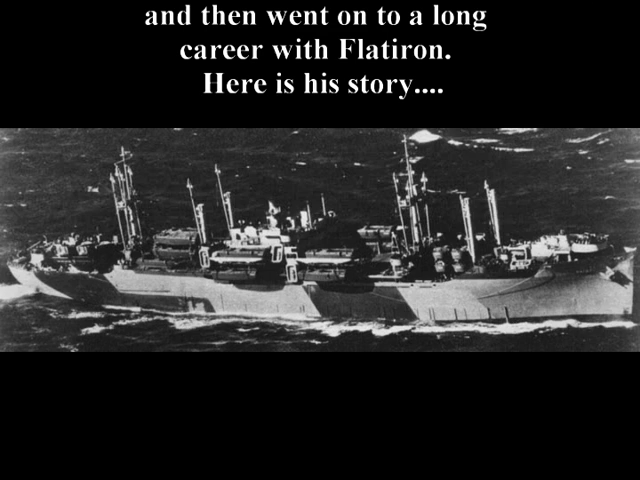 and then went on to a long
career with Flatiron.
Here is his story....